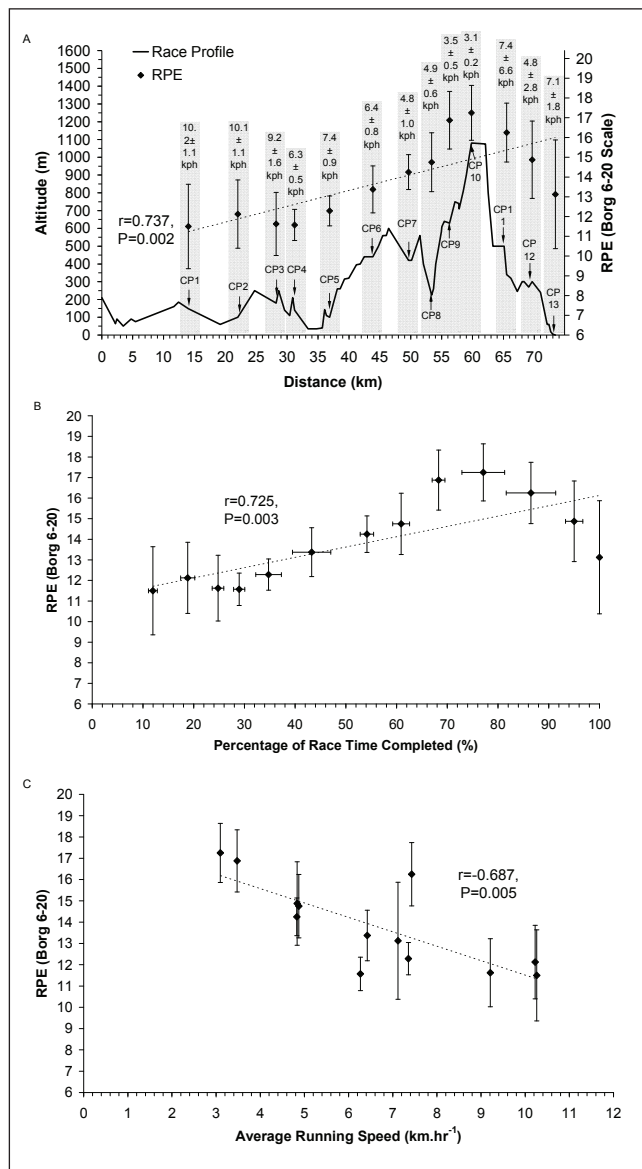 A
1600
1500
1400
1300
1200
1100
1000
900
800
700
600
500
400
300
200
100
0
Altitude (m)
Race Profile
RPE
10.
2±
1.1
kph
10.1
±
1.1
kph
9.2
±
1.6
kph
6.3
±
0.5
kph
7.4
±
0.9
kph
6.4
±
0.8
kph
4.8
±
1.0
kph
4.9
±
0.6
kph
3.5
±
0.5
kph
3.1
±
0.2
kph
7.4
±
6.6
kph
4.8
±
2.8
kph
7.1
±
1.8
kph
r=0.737,
P=0.002
CP1
CP2
CP3
CP4
CP5
CP6
CP7
CP8
CP9
CP
10
CP1
1
CP
12
CP
13
20
19
18
17
16
15
14
13
12
11
10
9
8
7
6
RPE (Borg 6-20 Scale)
0 5 10 15 20 25 30 35 40 45 50 55 60 65 70
Distance (km)
B
20
19
18
17
16
15
14
13
12
11
10
9
8
7
6
RPE (Borg 6-20)
r=0.725,
P=0.003
0 10 20 30 40 50 60 70 80 90 100
Percentage of Race Time Completed (%)
C
20
19
18
17
16
15
14
13
12
11
10
9
8
7
6
RPE (Borg 6-20)
r=-0.687,
P=0.005
0 1 2 3 4 5 6 7 8 9 10 11 12
Average Running Speed (km.hr⁻¹)